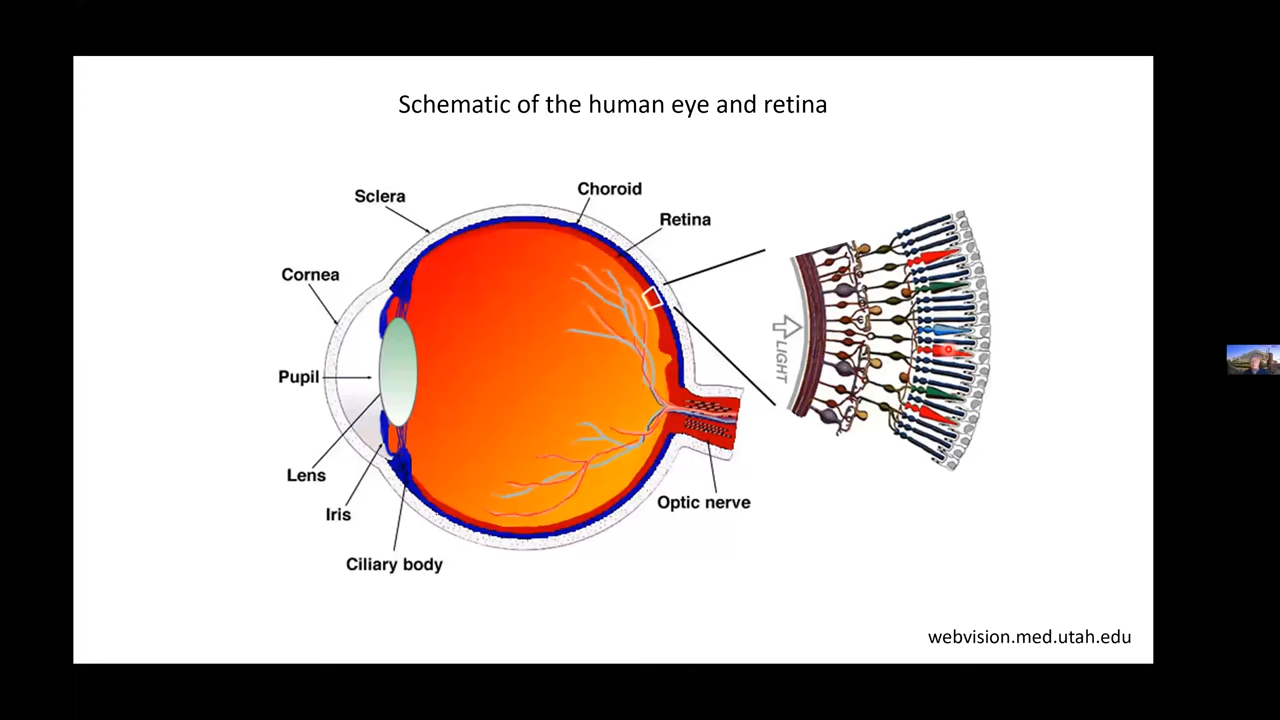 Schematic of the human eye and retina
Sclera
Choroid
Retina
Cornea
Pupil
Lens
Iris
Ciliary body
Optic nerve
LIGHT
webvision.med.utah.edu